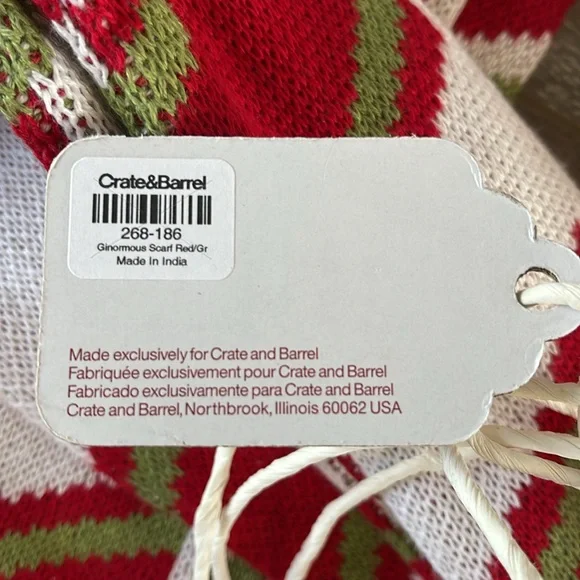 Crate&Barrel
268-186
Ginormous Scarf Red/Gr
Made In India
Made exclusively for Crate and Barrel
Fabriquée exclusivement pour Crate and Barrel
Fabricado exclusivamente para Crate and Barrel
Crate and Barrel, Northbrook, Illinois 60062 USA